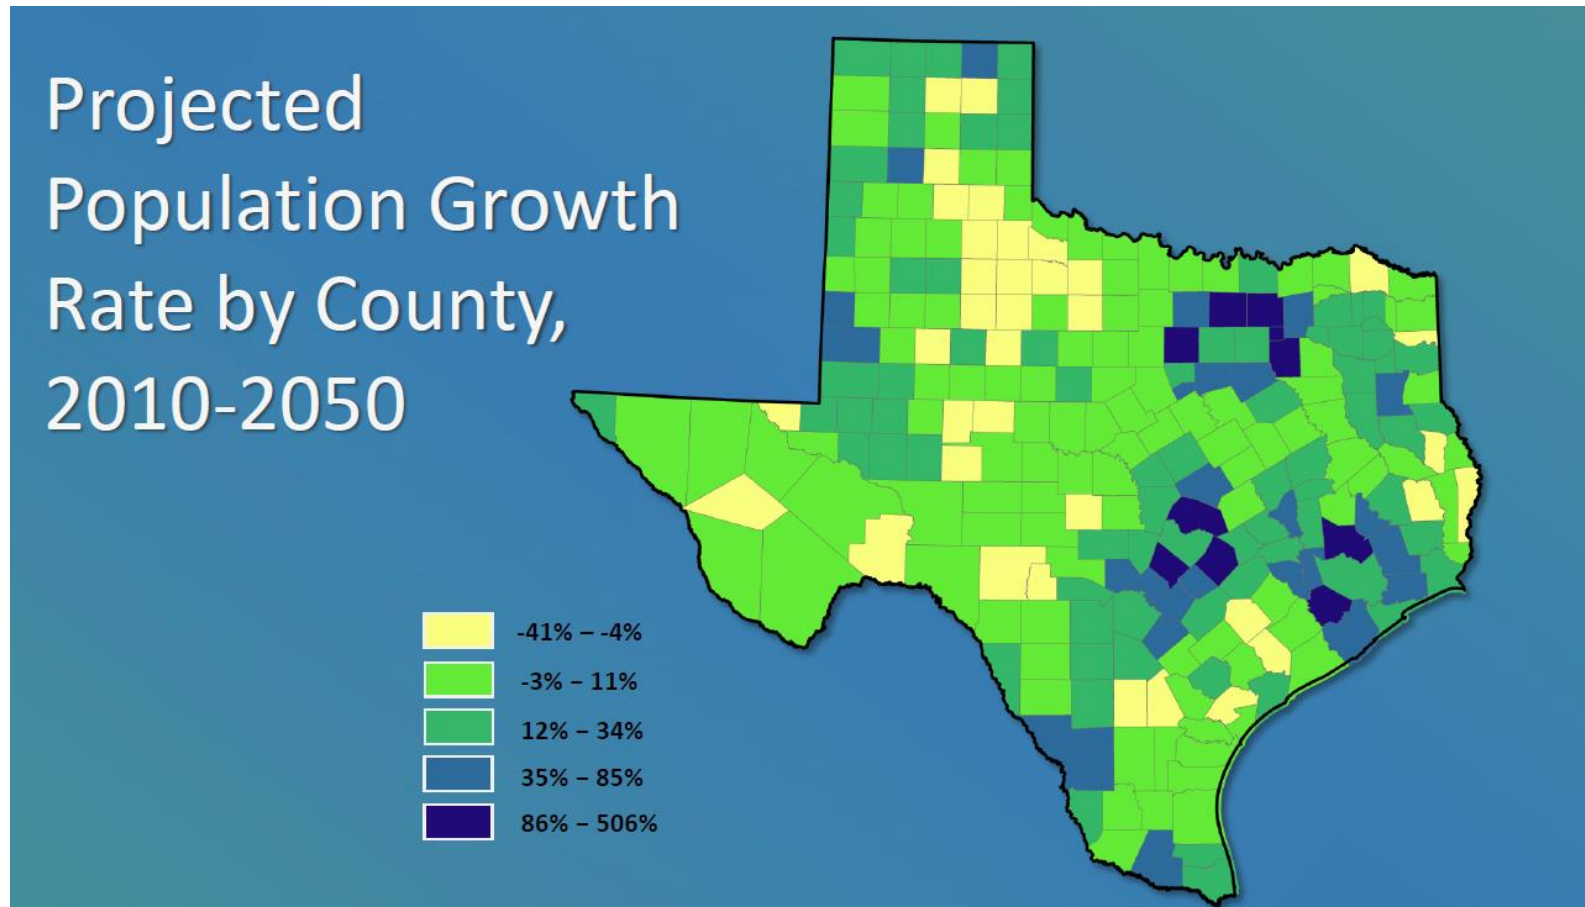 Projected
Population Growth
Rate by County,
2010-2050
-41% – -4%
-3% – 11%
12% – 34%
35% – 85%
86% – 506%